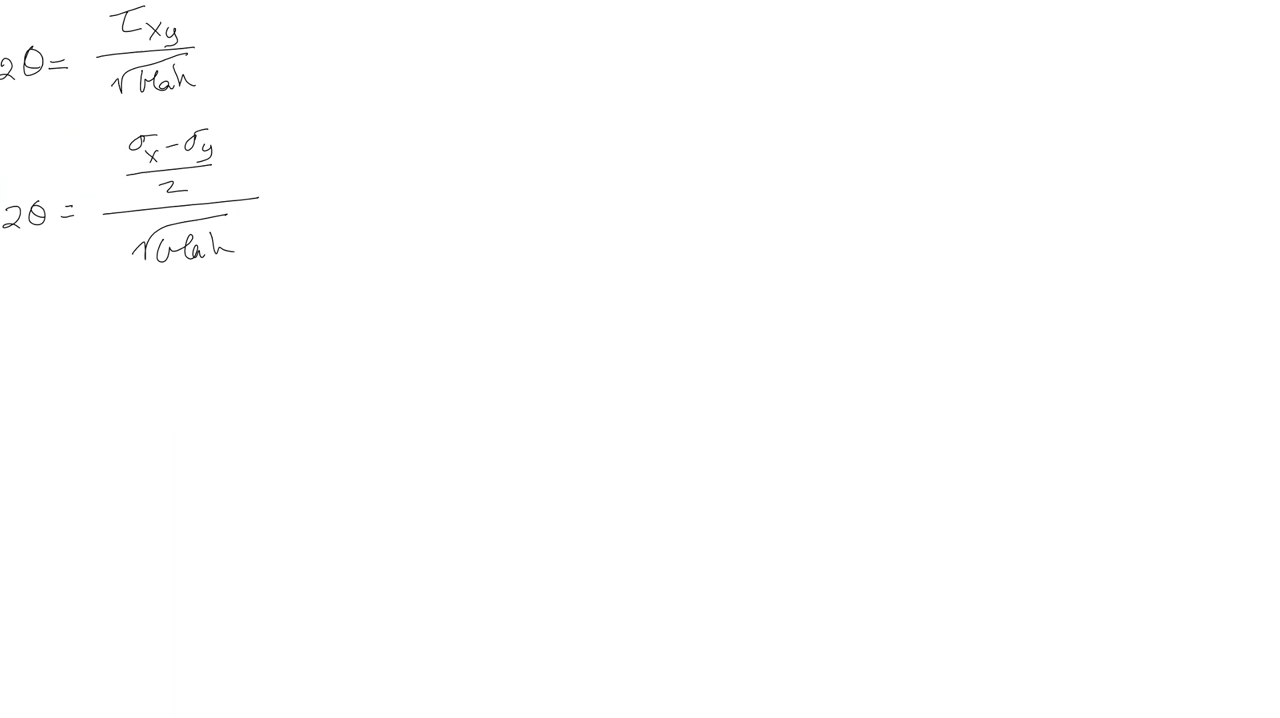 2θ = τxy / √blah
2θ = ((σx - σy) / 2) / √blah